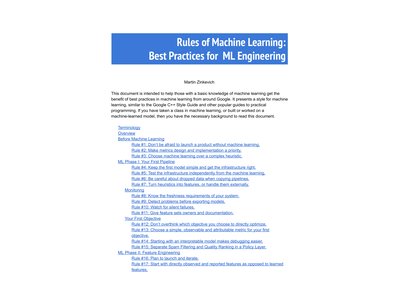 Rules of Machine Learning:
Best Practices for ML Engineering
Martin Zinkevich
This document is intended to help those with a basic knowledge of machine learning get the
benefit of best practices in machine learning from around Google. It presents a style for machine
learning, similar to the Google C++ Style Guide and other popular guides to practical
programming. If you have taken a class in machine learning, or built or worked on a
machine-learned model, then you have the necessary background to read this document.
Terminology
Overview
Before Machine Learning
Rule #1: Don't be afraid to launch a product without machine learning.
Rule #2: Make metrics design and implementation a priority.
Rule #3: Choose machine learning over a complex heuristic.
ML Phase I: Your First Pipeline
Rule #4: Keep the first model simple and get the infrastructure right.
Rule #5: Test the infrastructure independently from the machine learning.
Rule #6: Be careful about dropped data when copying pipelines.
Rule #7: Turn heuristics into features, or handle them externally.
Monitoring
Rule #8: Know the freshness requirements of your system.
Rule #9: Detect problems before exporting models.
Rule #10: Watch for silent failures.
Rule #11: Give feature sets owners and documentation.
Your First Objective
Rule #12: Don't overthink which objective you choose to directly optimize.
Rule #13: Choose a simple, observable and attributable metric for your first
objective.
Rule #14: Starting with an interpretable model makes debugging easier.
Rule #15: Separate Spam Filtering and Quality Ranking in a Policy Layer.
ML Phase II: Feature Engineering
Rule #16: Plan to launch and iterate.
Rule #17: Start with directly observed and reported features as opposed to learned
features.